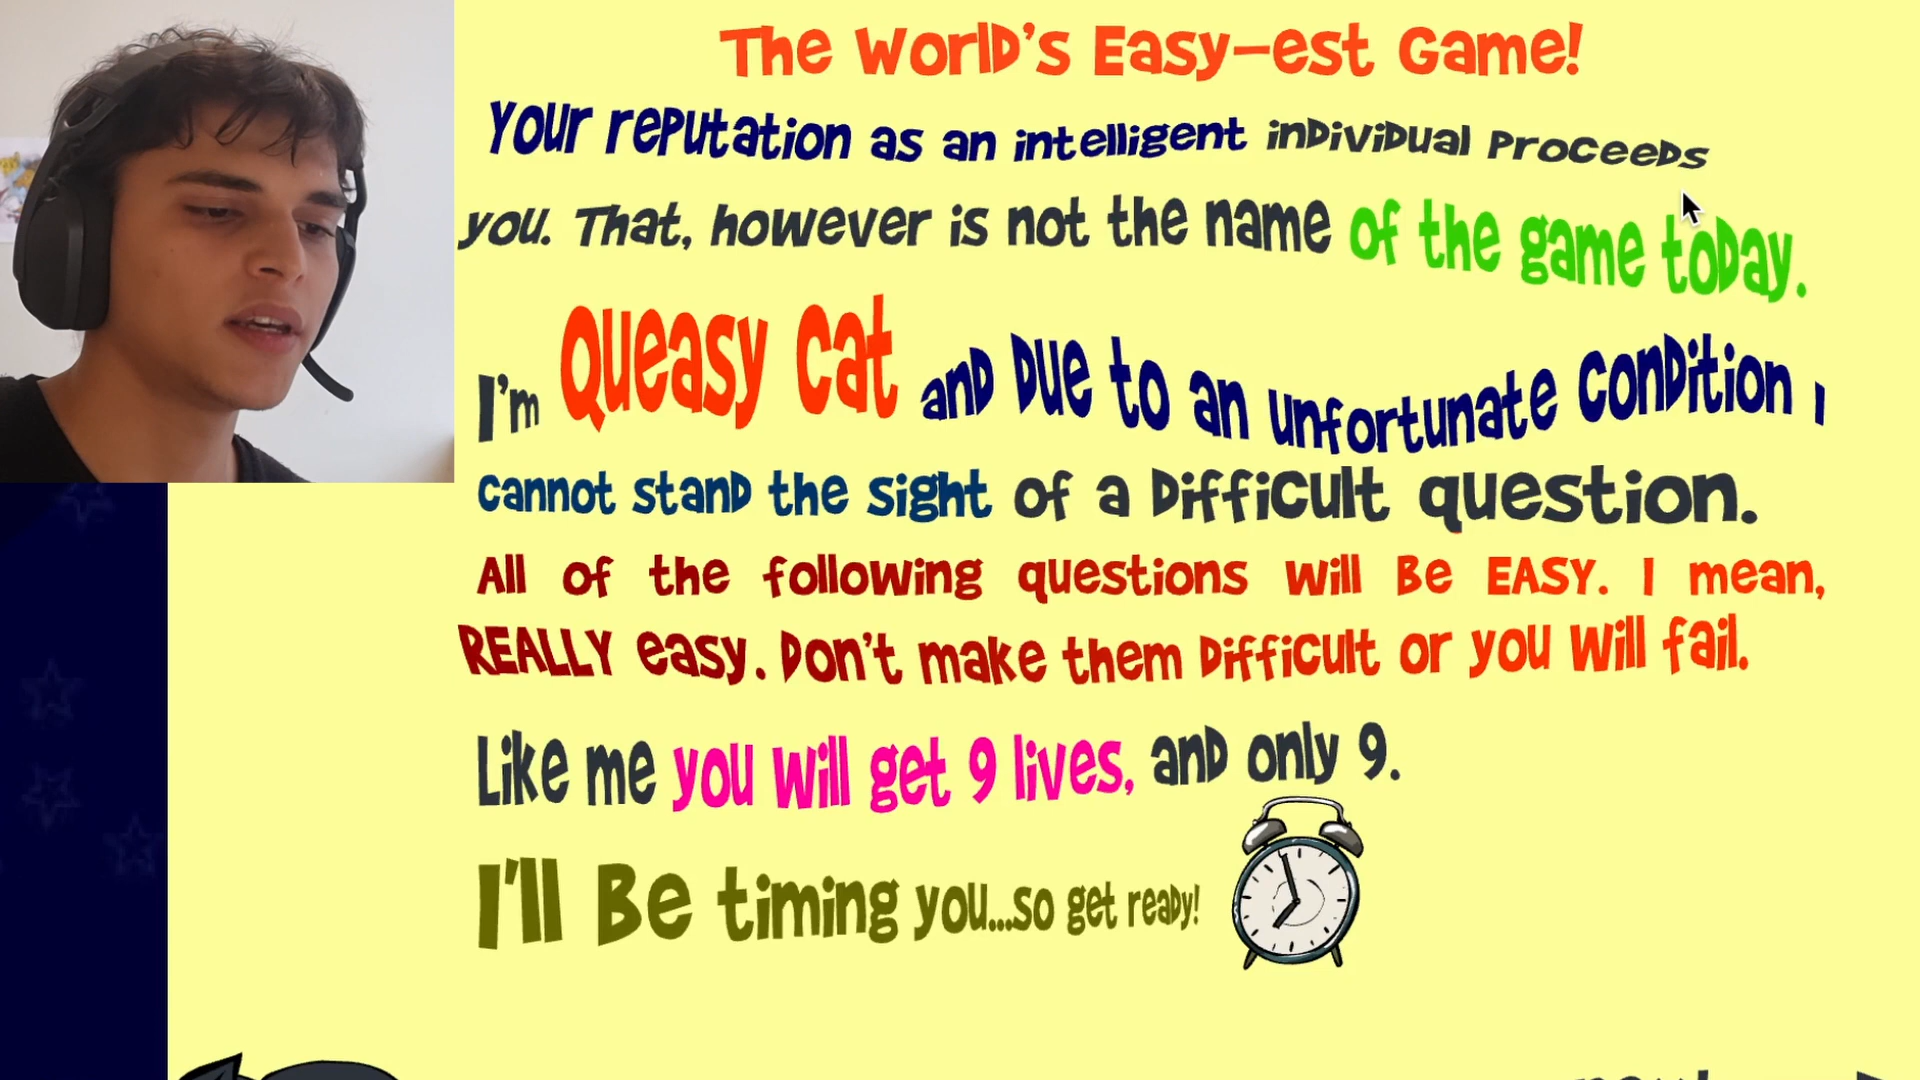 The World's Easy-est Game!
Your reputation as an intelligent individual proceeds
you. That, however is not the name of the game today.
I'm Queasy Cat and due to an unfortunate condition I
cannot stand the sight of a difficult question.
All of the following questions will be EASY. I mean,
REALLY easy. Don't make them difficult or you will fail.
Like me you will get 9 lives, and only 9.
I'll be timing you...so get ready!